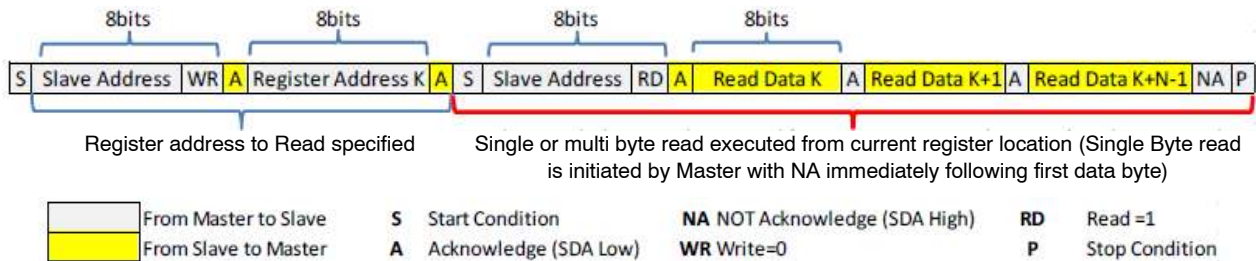 8bits 8bits 8bits 8bits
S Slave Address WR A Register Address K A S Slave Address RD A Read Data K A Read Data K+1 A Read Data K+N-1 NA P
Register address to Read specified
Single or multi byte read executed from current register location (Single Byte read
is initiated by Master with NA immediately following first data byte)
From Master to Slave S Start Condition NA NOT Acknowledge (SDA High) RD Read =1
From Slave to Master A Acknowledge (SDA Low) WR Write=0 P Stop Condition